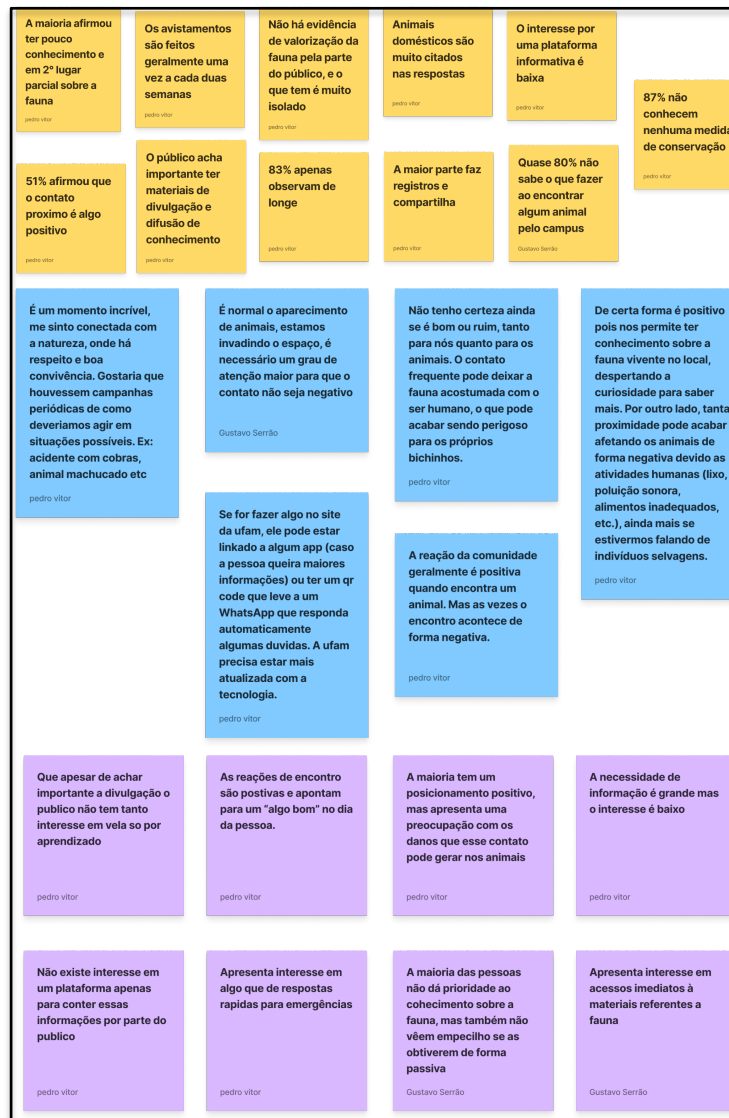 A maioria afirmou
ter pouco
conhecimento e
em 2° lugar
parcial sobre a
fauna
pedro vitor
Os avistamentos
são feitos
geralmente uma
vez a cada duas
semanas
pedro vitor
Não há evidência
de valorização da
fauna pela parte
do público, e o
que tem é muito
isolado
pedro vitor
Animais
domésticos são
muito citados
nas respostas
pedro vitor
O interesse por
uma plataforma
informativa é
baixa
pedro vitor
87% não
conhecem
nenhuma medida
de conservação
pedro vitor
51% afirmou que
o contato
proximo é algo
positivo
pedro vitor
O público acha
importante ter
materiais de
divulgação e
difusão de
conhecimento
pedro vitor
83% apenas
observam de
longe
pedro vitor
A maior parte faz
registros e
compartilha
pedro vitor
Quase 80% não
sabe o que fazer
ao encontrar
algum animal
pelo campus
Gustavo Serrão
É um momento incrível,
me sinto conectada com
a natureza, onde há
respeito e boa
convivência. Gostaria que
houvessem campanhas
periódicas de como
deveriamos agir em
situações possíveis. Ex:
acidente com cobras,
animal machucado etc
pedro vitor
É normal o aparecimento
de animais, estamos
invadindo o espaço, é
necessário um grau de
atenção maior para que o
contato não seja negativo
Gustavo Serrão
Não tenho certeza ainda
se é bom ou ruim, tanto
para nós quanto para os
animais. O contato
frequente pode deixar a
fauna acostumada com o
ser humano, o que pode
acabar sendo perigoso
para os próprios
bichinhos.
pedro vitor
De certa forma é positivo
pois nos permite ter
conhecimento sobre a
fauna vivente no local,
despertando a
curiosidade para saber
mais. Por outro lado, tanta
proximidade pode acabar
afetando os animais de
forma negativa devido as
atividades humanas (lixo,
poluição sonora,
alimentos inadequados,
etc.), ainda mais se
estivermos falando de
indivíduos selvagens.
pedro vitor
Se for fazer algo no site
da ufam, ele pode estar
linkado a algum app (caso
a pessoa queira maiores
informações) ou ter um qr
code que leve a um
WhatsApp que responda
automaticamente
algumas duvidas. A ufam
precisa estar mais
atualizada com a
tecnologia.
pedro vitor
A reação da comunidade
geralmente é positiva
quando encontra um
animal. Mas as vezes o
encontro acontece de
forma negativa.
pedro vitor
Que apesar de achar
importante a divulgação o
publico não tem tanto
interesse em vela so por
aprendizado
pedro vitor
As reações de encontro
são postivas e apontam
para um "algo bom" no dia
da pessoa.
pedro vitor
A maioria tem um
posicionamento positivo,
mas apresenta uma
preocupação com os
danos que esse contato
pode gerar nos animais
pedro vitor
A necessidade de
informação é grande mas
o interesse é baixo
pedro vitor
Não existe interesse em
um plataforma apenas
para conter essas
informações por parte do
publico
pedro vitor
Apresenta interesse em
algo que de respostas
rapidas para emergências
pedro vitor
A maioria das pessoas
não dá prioridade ao
cohecimento sobre a
fauna, mas também não
vêem empecilho se as
obtiverem de forma
passiva
Gustavo Serrão
Apresenta interesse em
acessos imediatos à
materiais referentes a
fauna
Gustavo Serrão